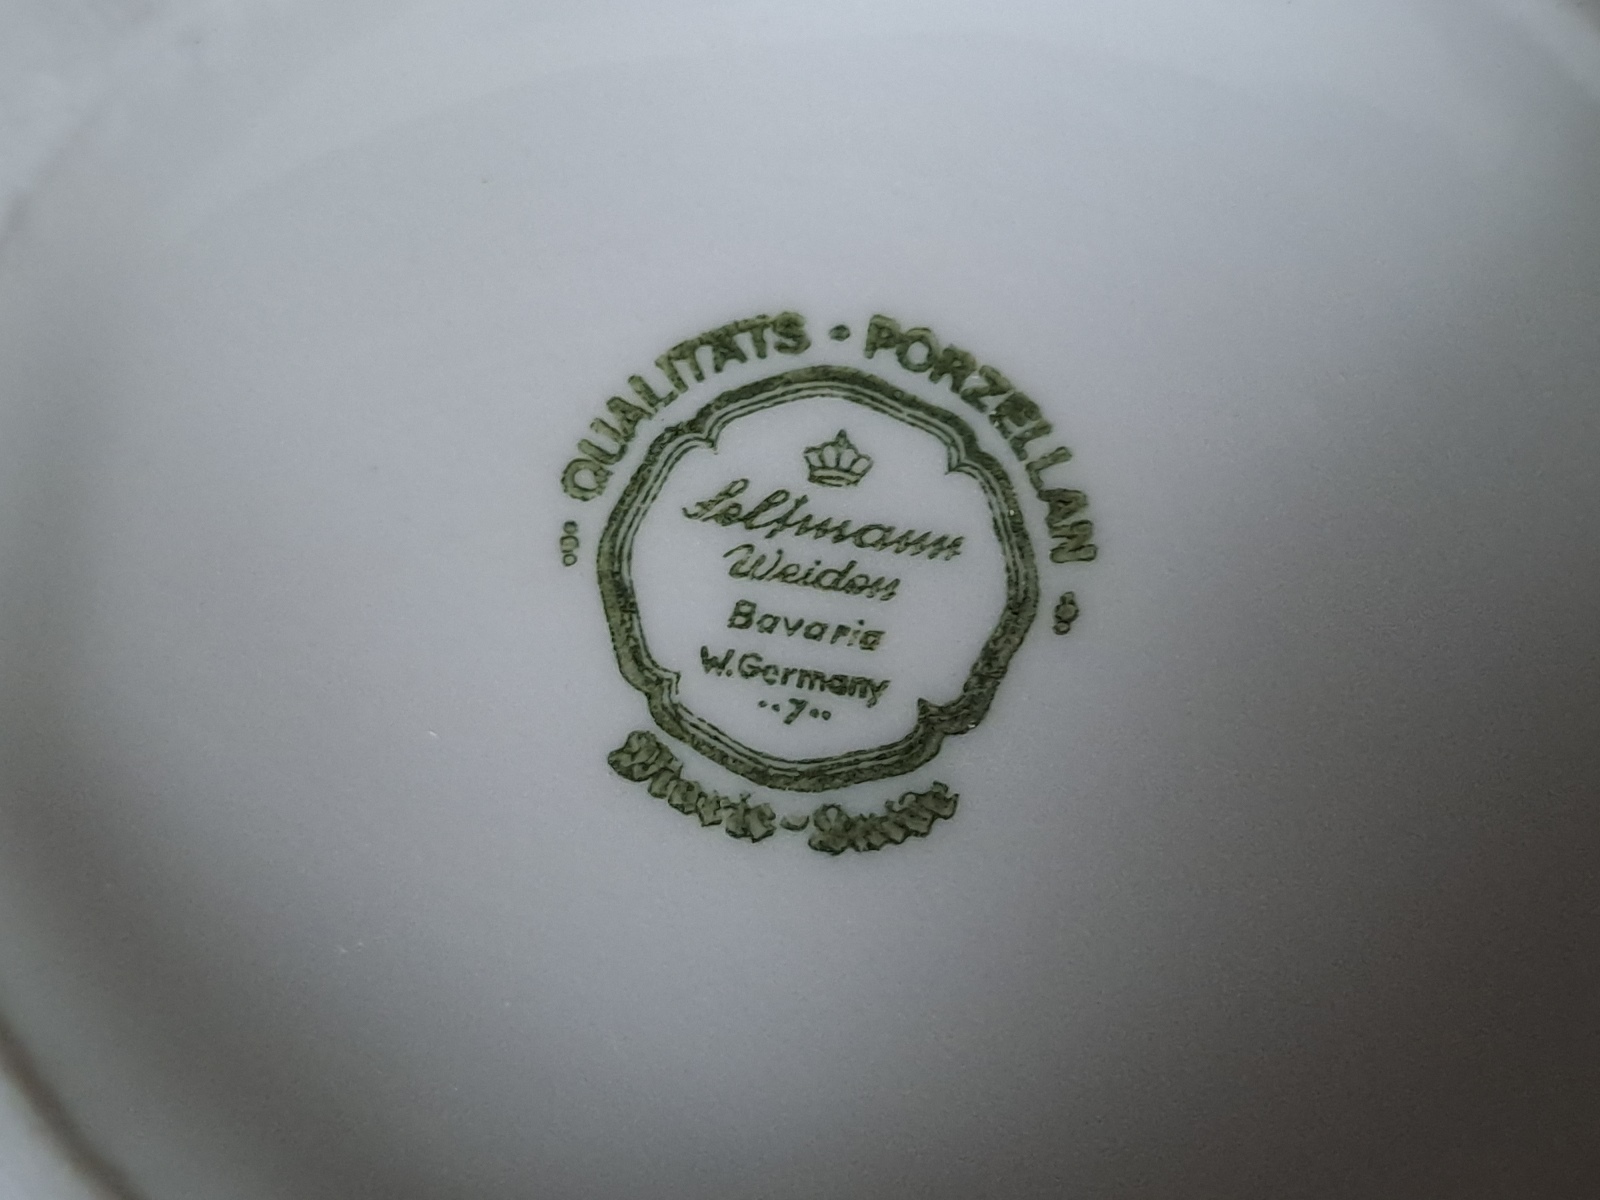 QUALITÄTS · PORZELLAN
Seltmann
Weiden
Bavaria
W. Germany
··7··